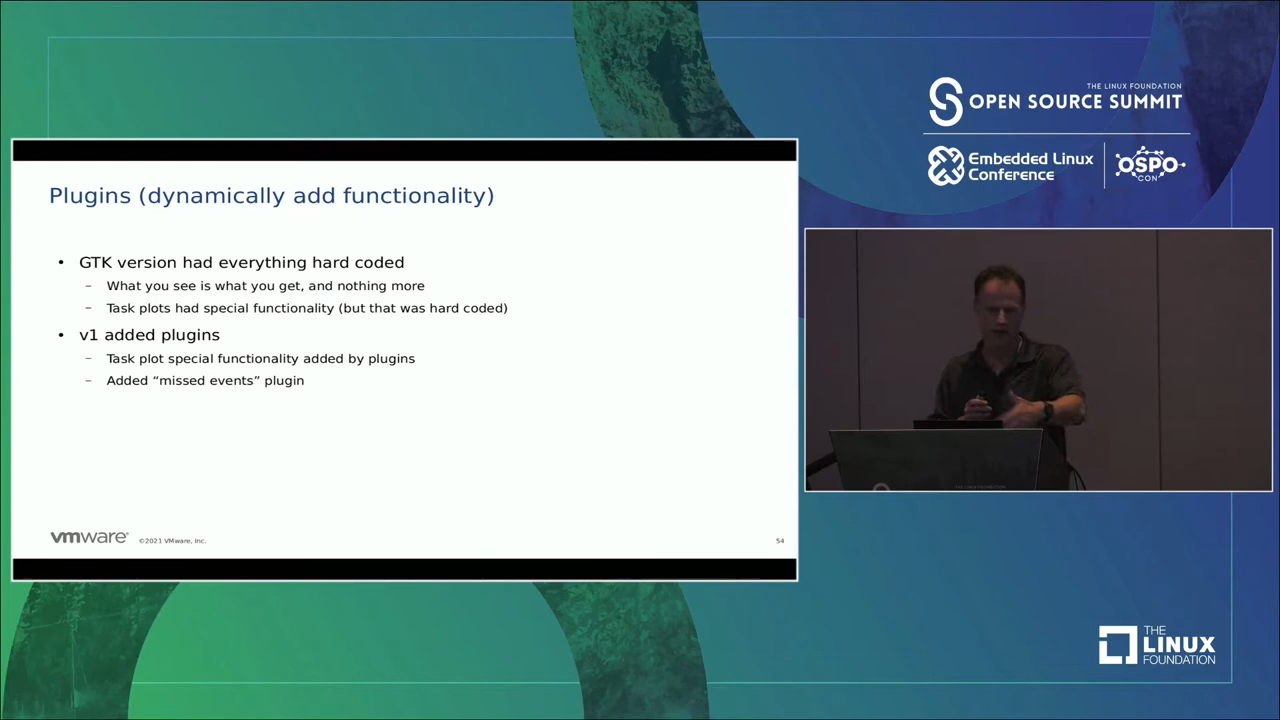 THE LINUX FOUNDATION
OPEN SOURCE SUMMIT
Embedded Linux
Conference
OSPO
CON
Plugins (dynamically add functionality)
• GTK version had everything hard coded
– What you see is what you get, and nothing more
– Task plots had special functionality (but that was hard coded)
• v1 added plugins
– Task plot special functionality added by plugins
– Added “missed events” plugin
vmware®
©2021 VMware, Inc.
54
THE LINUX FOUNDATION
THE
LINUX
FOUNDATION